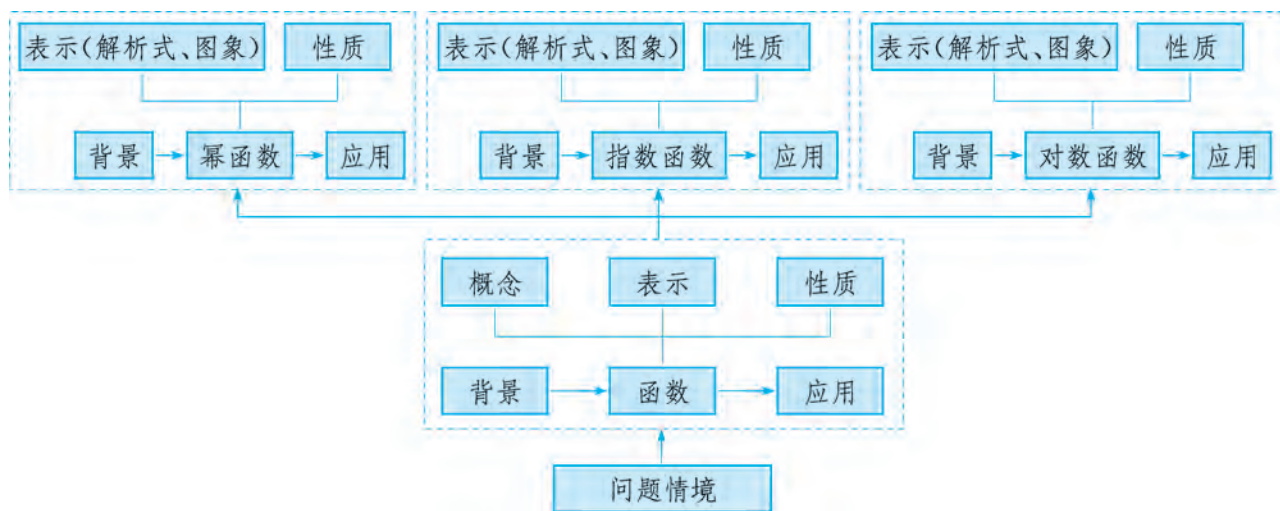 表示(解析式、图象) 性质
背景 幂函数 应用
表示(解析式、图象) 性质
背景 指数函数 应用
表示(解析式、图象) 性质
背景 对数函数 应用
概念 表示 性质
背景 函数 应用
问题情境